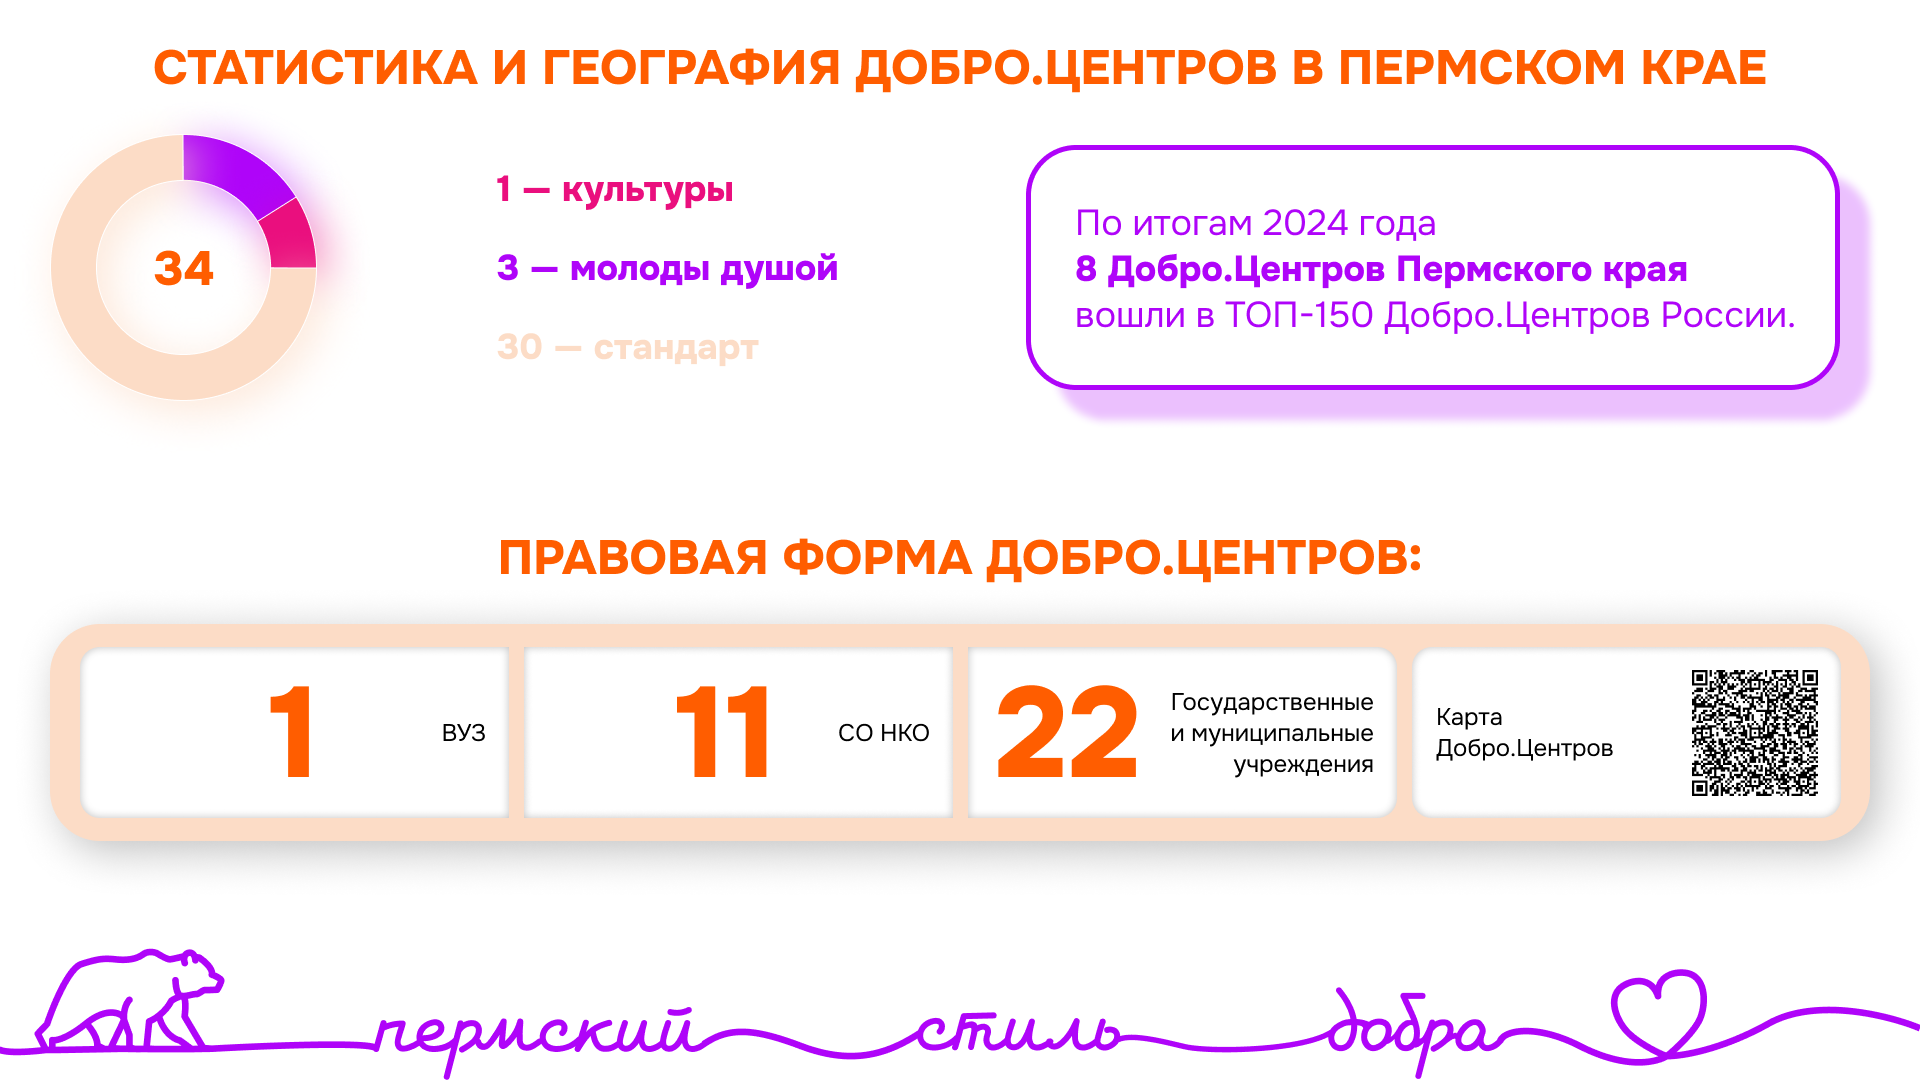 СТАТИСТИКА И ГЕОГРАФИЯ ДОБРО.ЦЕНТРОВ В ПЕРМСКОМ КРАЕ
34
1 — культуры
3 — молоды душой
30 — стандарт
По итогам 2024 года
8 Добро.Центров Пермского края
вошли в ТОП-150 Добро.Центров России.
ПРАВОВАЯ ФОРМА ДОБРО.ЦЕНТРОВ:
1
ВУЗ
11
СО НКО
22
Государственные
и муниципальные
учреждения
Карта
Добро.Центров
пермский стиль добра